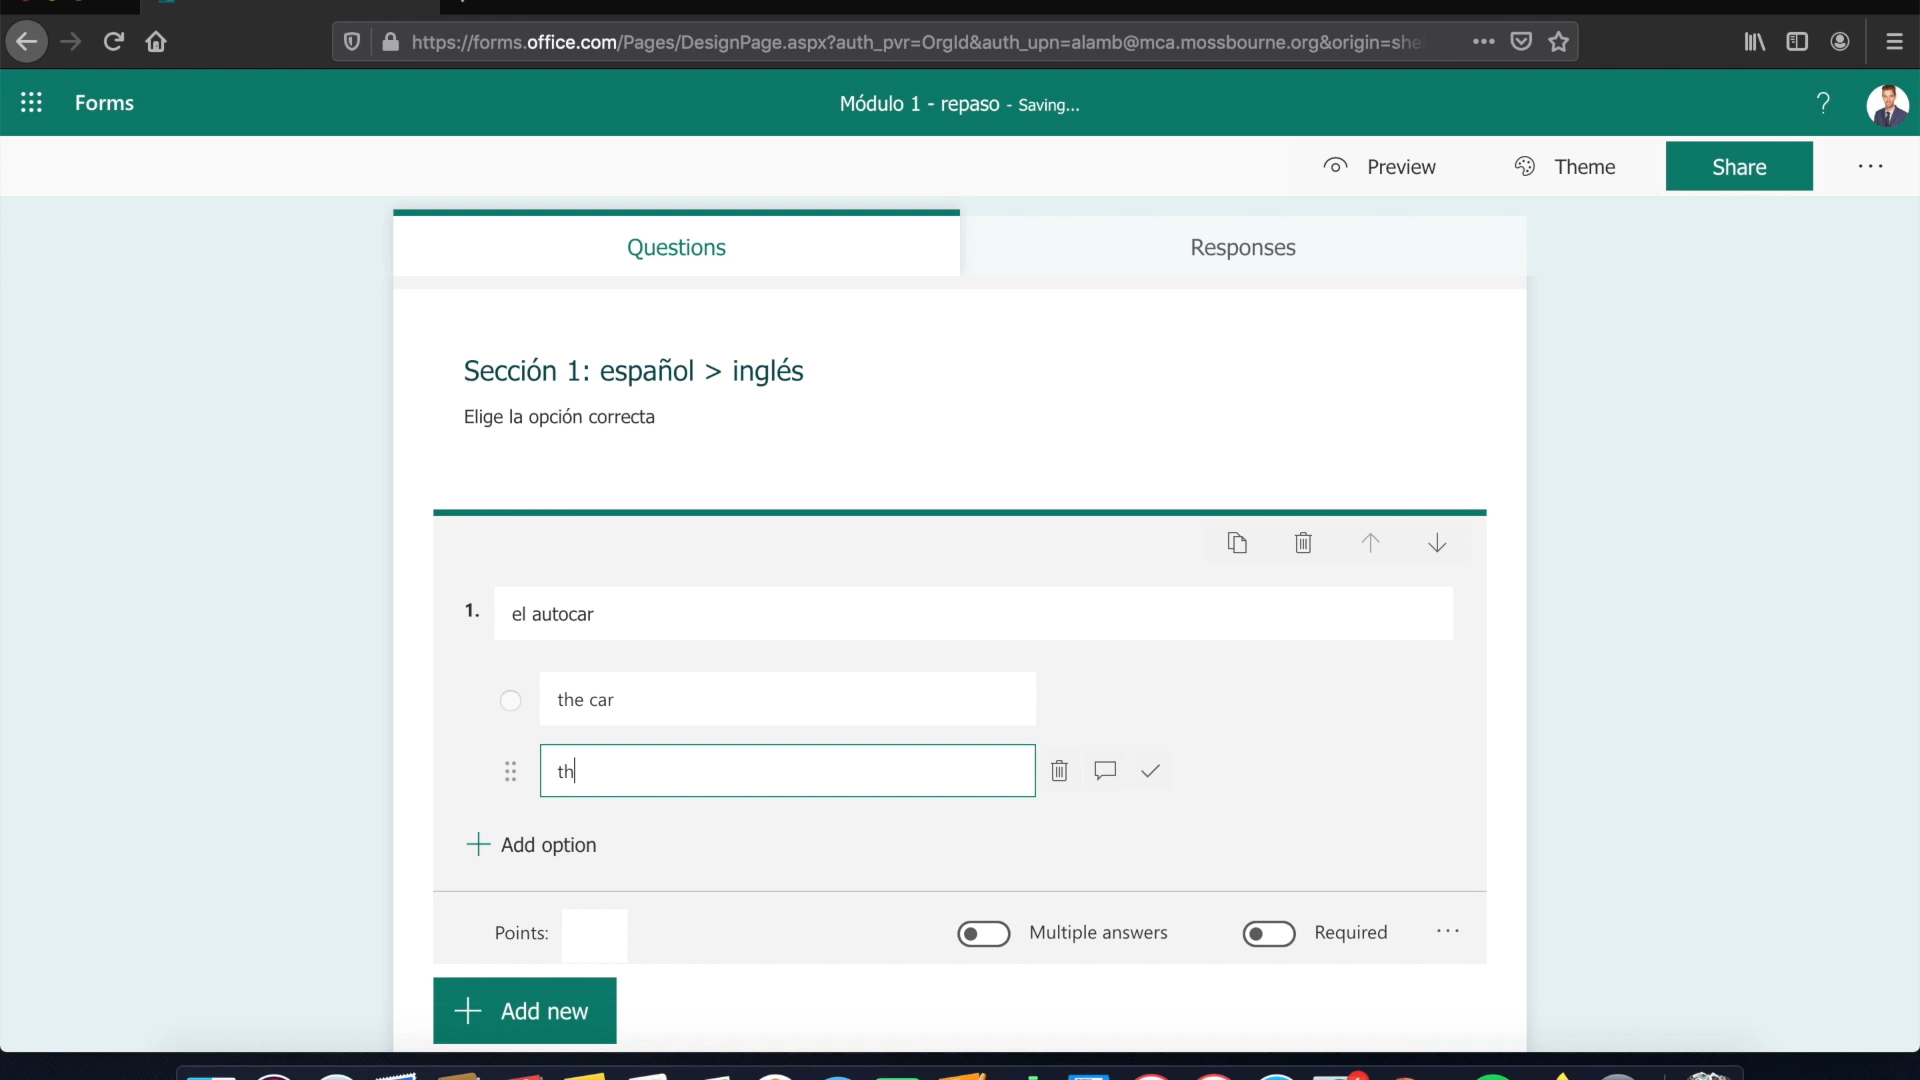 https://forms.office.com/Pages/DesignPage.aspx?auth_pvr=OrgId&auth_upn=alamb@mca.mossbourne.org&origin=she
Forms
Módulo 1 - repaso - Saving...
?
Preview
Theme
Share
Questions
Responses
Sección 1: español > inglés
Elige la opción correcta
1.
el autocar
the car
th
Add option
Points:
Multiple answers
Required
Add new